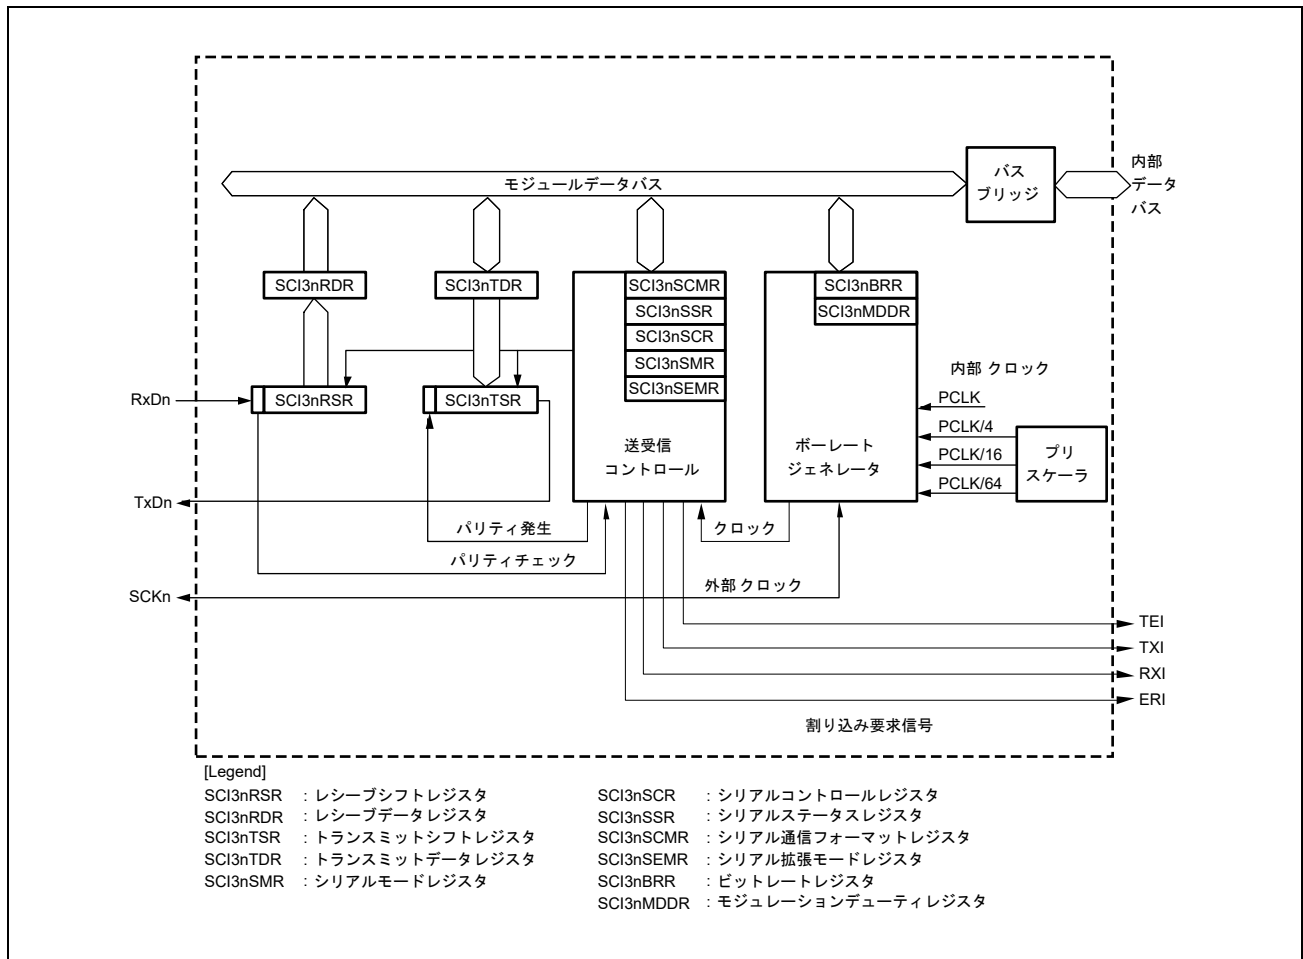 内部
データ
バス
バス
ブリッジ
モジュールデータバス
SCI3nRDR
SCI3nTDR
SCI3nSCMR
SCI3nSSR
SCI3nSCR
SCI3nSMR
SCI3nSEMR
SCI3nBRR
SCI3nMDDR
内部 クロック
RxDn
SCI3nRSR
SCI3nTSR
PCLK
PCLK/4
PCLK/16
PCLK/64
送受信
コントロール
ボーレート
ジェネレータ
プリ
スケーラ
TxDn
パリティ発生
クロック
パリティチェック
外部 クロック
SCKn
TEI
TXI
RXI
ERI
割り込み要求信号
[Legend]
SCI3nRSR : レシーブシフトレジスタ
SCI3nRDR : レシーブデータレジスタ
SCI3nTSR : トランスミットシフトレジスタ
SCI3nTDR : トランスミットデータレジスタ
SCI3nSMR : シリアルモードレジスタ
SCI3nSCR : シリアルコントロールレジスタ
SCI3nSSR : シリアルステータスレジスタ
SCI3nSCMR : シリアル通信フォーマットレジスタ
SCI3nSEMR : シリアル拡張モードレジスタ
SCI3nBRR : ビットレートレジスタ
SCI3nMDDR : モジュレーションデューティレジスタ